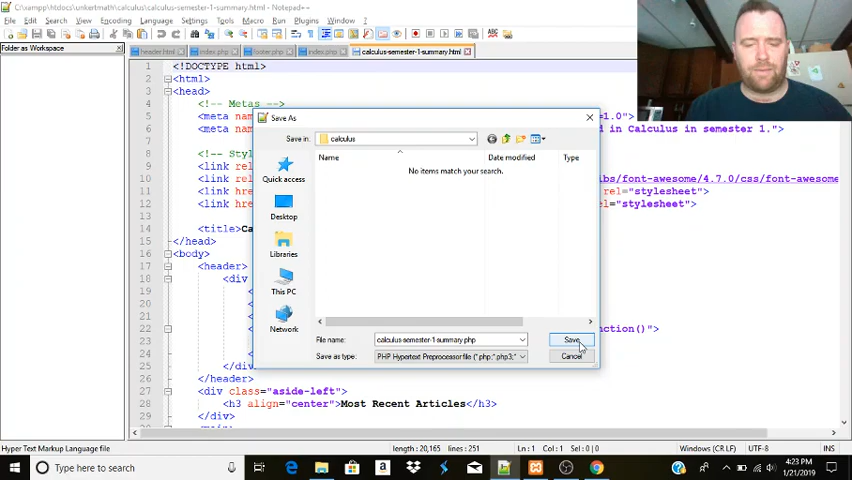 C:\xampp\htdocs\unkertmath\calculus\calculus-semester-1-summary.html - Notepad++
File Edit Search View Encoding Language Settings Tools Macro Run Plugins Window ?
Folder as Workspace
header.html index.php footer.php index.php calculus-semester-1-summary.html
1 <!DOCTYPE html>
2 <html>
3 <head>
4 <!-- Metas -->
5 <meta nam =1.0">
6 <meta nam d in Calculus in semester 1.">
7
8 <!-- Sty
9 <link rel
10 <link rel bs/font-awesome/4.7.0/css/font-awesome
11 <link h rel="stylesheet">
12 <link h "stylesheet">
13
14 <title>Ca
15 </head>
16 <body>
17 <header>
18 <div
19
20
21
22 nction()">
23
24
25 </di
26 </header>
27 <div class="aside-left">
28 <h3 align="center">Most Recent Articles</h3>
29 </div>
Save As
Save in: calculus
Name Date modified Type
No items match your search.
Quick access
Desktop
Libraries
This PC
Network
File name: calculus-semester-1-summary.php Save
Save as type: PHP Hypertext Preprocessor file (*.php;*.php3;* Cancel
Hyper Text Markup Language file length : 20,165 lines : 251 Ln : 1 Col : 1 Sel : 0 | 0 Windows (CR LF) UTF-8 INS
Type here to search
4:23 PM
1/21/2019